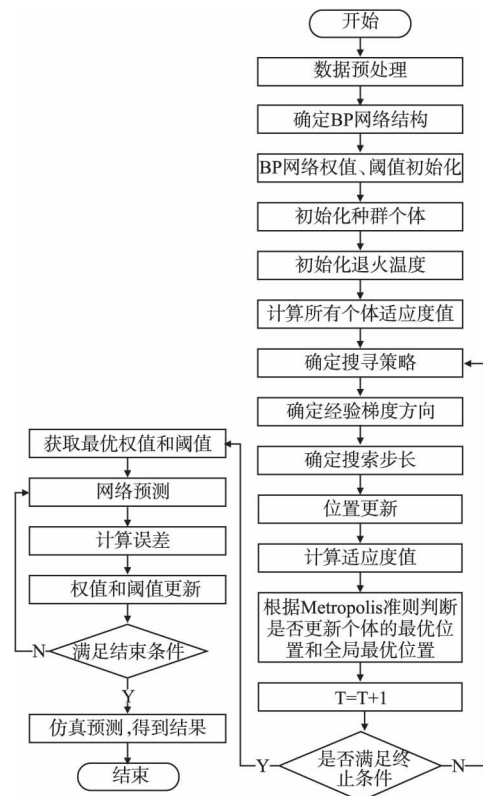 开始
数据预处理
确定BP网络结构
BP网络权值、阈值初始化
初始化种群个体
初始化退火温度
计算所有个体适应度值
确定搜寻策略
确定经验梯度方向
确定搜索步长
位置更新
计算适应度值
根据Metropolis准则判断
是否更新个体的最优位
置和全局最优位置
T=T+1
是否满足终
止条件
Y
N
获取最优权值和阈值
网络预测
计算误差
权值和阈值更新
满足结束条件
N
Y
仿真预测,得到结果
结束